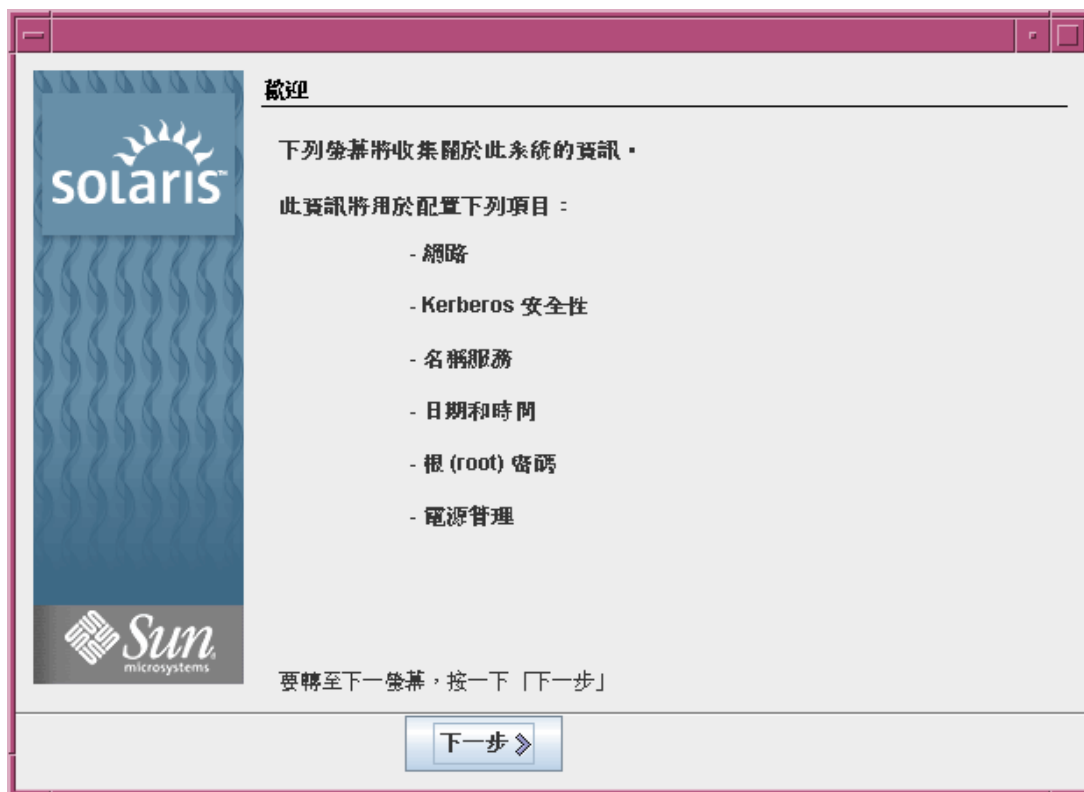 歡迎
下列螢幕將收集關於此系統的資訊。
此資訊將用於配置下列項目：
- 網路
- Kerberos 安全性
- 名稱服務
- 日期和時間
- 根 (root) 密碼
- 電源管理
solaris™
Sun
microsystems
要轉至下一螢幕，按一下「下一步」
下一步